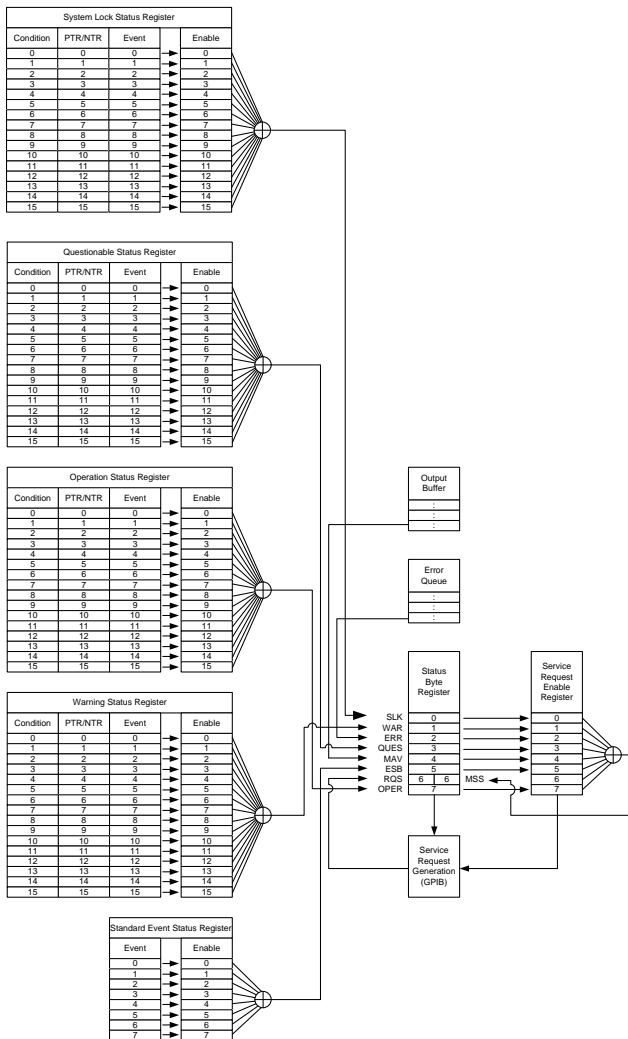 System Lock Status Register
Condition PTR/NTR Event Enable
0 0 0 0
1 1 1 1
2 2 2 2
3 3 3 3
4 4 4 4
5 5 5 5
6 6 6 6
7 7 7 7
8 8 8 8
9 9 9 9
10 10 10 10
11 11 11 11
12 12 12 12
13 13 13 13
14 14 14 14
15 15 15 15
Questionable Status Register
Condition PTR/NTR Event Enable
0 0 0 0
1 1 1 1
2 2 2 2
3 3 3 3
4 4 4 4
5 5 5 5
6 6 6 6
7 7 7 7
8 8 8 8
9 9 9 9
10 10 10 10
11 11 11 11
12 12 12 12
13 13 13 13
14 14 14 14
15 15 15 15
Operation Status Register
Condition PTR/NTR Event Enable
0 0 0 0
1 1 1 1
2 2 2 2
3 3 3 3
4 4 4 4
5 5 5 5
6 6 6 6
7 7 7 7
8 8 8 8
9 9 9 9
10 10 10 10
11 11 11 11
12 12 12 12
13 13 13 13
14 14 14 14
15 15 15 15
Output
Buffer
:
:
:
Error
Queue
:
:
:
Warning Status Register
Condition PTR/NTR Event Enable
0 0 0 0
1 1 1 1
2 2 2 2
3 3 3 3
4 4 4 4
5 5 5 5
6 6 6 6
7 7 7 7
8 8 8 8
9 9 9 9
10 10 10 10
11 11 11 11
12 12 12 12
13 13 13 13
14 14 14 14
15 15 15 15
Status
Byte
Register
Service
Request
Enable
Register
SLK 0 0
WAR 1 1
ERR 2 2
QUES 3 3
MAV 4 4
ESB 5 5
RQS 6 6 MSS 6
OPER 7 7
Service
Request
Generation
(GPIB)
Standard Event Status Register
Event Enable
0 0
1 1
2 2
3 3
4 4
5 5
6 6
7 7